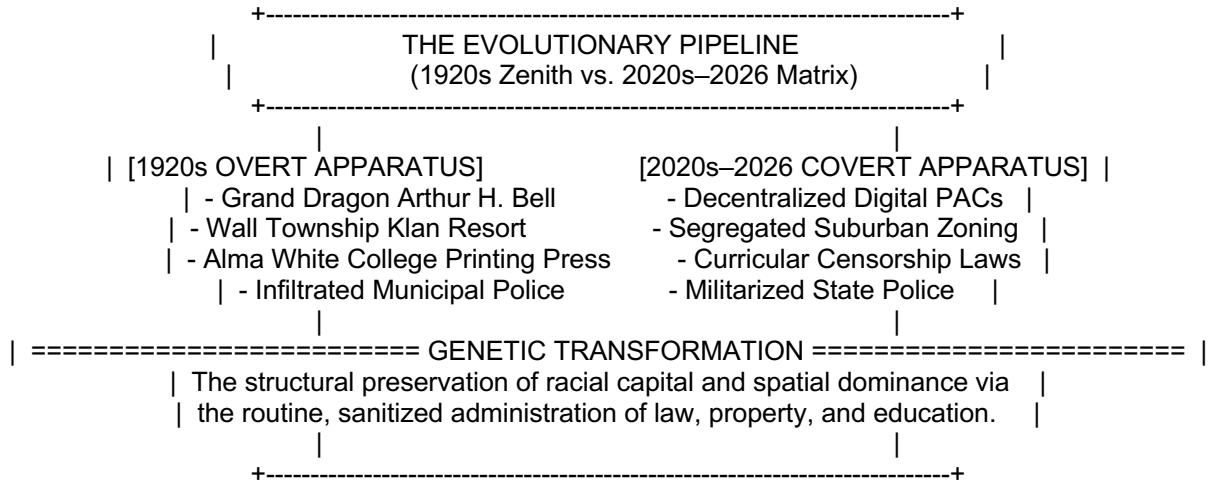 +-----------------------------------------------------------------------------+
| THE EVOLUTIONARY PIPELINE |
| (1920s Zenith vs. 2020s–2026 Matrix) |
+-----------------------------------------------------------------------------+
| |
| [1920s OVERT APPARATUS] [2020s–2026 COVERT APPARATUS] |
| - Grand Dragon Arthur H. Bell - Decentralized Digital PACs |
| - Wall Township Klan Resort - Segregated Suburban Zoning |
| - Alma White College Printing Press - Curricular Censorship Laws |
| - Infiltrated Municipal Police - Militarized State Police |
| |
| ========================= GENETIC TRANSFORMATION ======================== |
| The structural preservation of racial capital and spatial dominance via |
| the routine, sanitized administration of law, property, and education. |
| |
+-----------------------------------------------------------------------------+